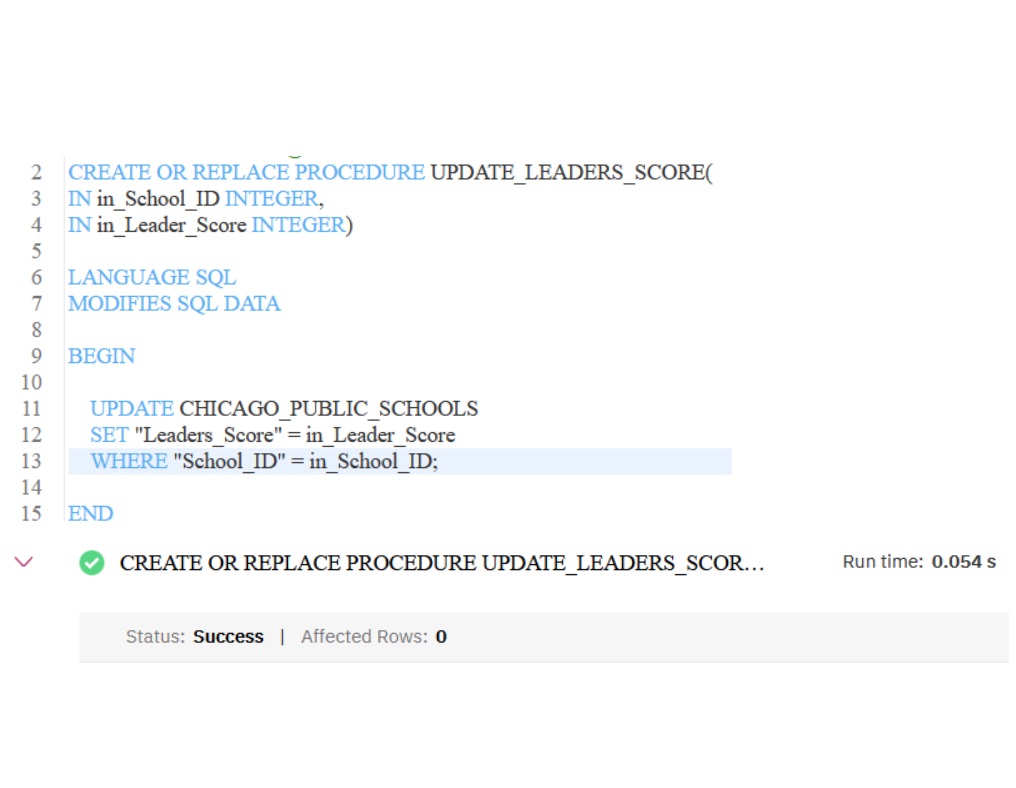 2 CREATE OR REPLACE PROCEDURE UPDATE_LEADERS_SCORE(
3 IN in_School_ID INTEGER,
4 IN in_Leader_Score INTEGER)
5
6 LANGUAGE SQL
7 MODIFIES SQL DATA
8
9 BEGIN
10
11 UPDATE CHICAGO_PUBLIC_SCHOOLS
12 SET "Leaders_Score" = in_Leader_Score
13 WHERE "School_ID" = in_School_ID;
14
15 END
CREATE OR REPLACE PROCEDURE UPDATE_LEADERS_SCOR... Run time: 0.054 s
Status: Success | Affected Rows: 0